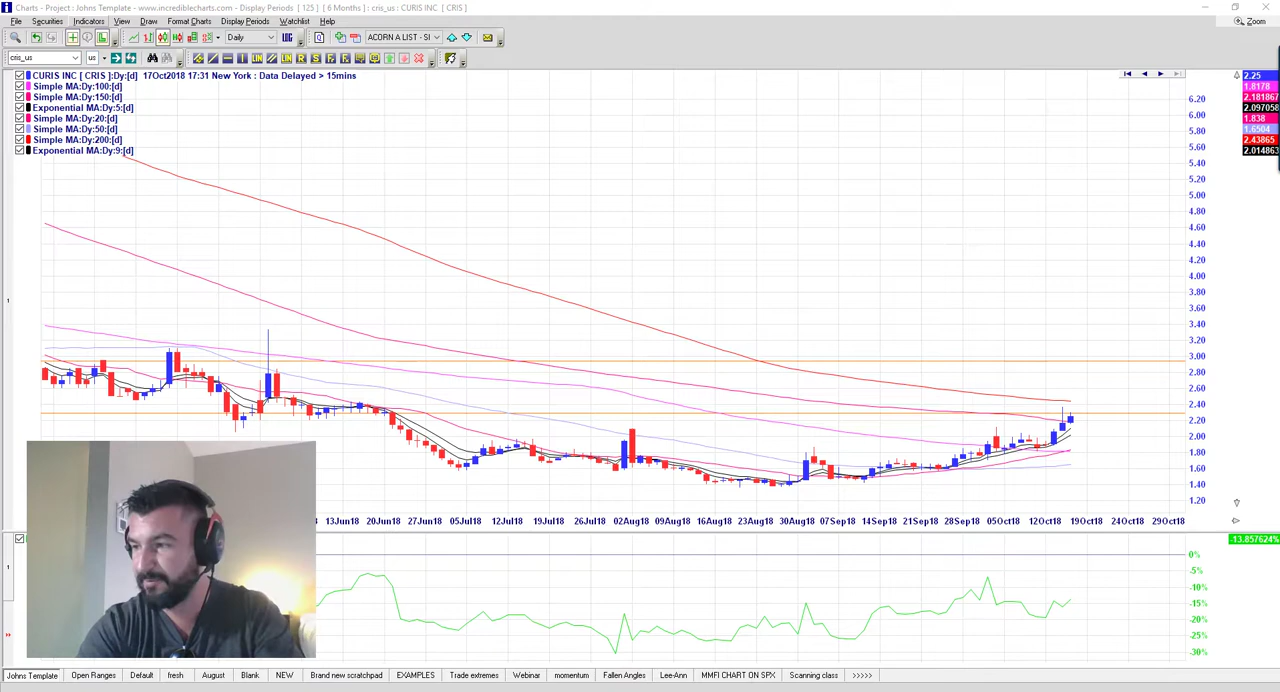 Charts - Project : Johns Template - www.incrediblecharts.com - Display Periods [ 125 ] [ 6 Months ] : cris_us : CURIS INC [ CRIS ]
File Securities Indicators View Draw Format Charts Display Periods Watchlist Help
Zoom
Daily ACORN A LIST - SI
cris_us us
CURIS INC [ CRIS ]:Dy:[d] 17Oct2018 17:31 New York : Data Delayed > 15mins
Simple MA:Dy:100:[d]
Simple MA:Dy:150:[d]
Exponential MA:Dy:5:[d]
Simple MA:Dy:20:[d]
Simple MA:Dy:50:[d]
Simple MA:Dy:200:[d]
Exponential MA:Dy:9:[d]
2.25
1.8178
2.181867
2.097058
1.838
1.6504
2.43865
2.014863
6.20
6.00
5.80
5.60
5.40
5.20
5.00
4.80
4.60
4.40
4.20
4.00
3.80
3.60
3.40
3.20
3.00
2.80
2.60
2.40
2.20
2.00
1.80
1.60
1.40
1.20
1
13Jun18 20Jun18 27Jun18 05Jul18 12Jul18 19Jul18 26Jul18 02Aug18 09Aug18 16Aug18 23Aug18 30Aug18 07Sep18 14Sep18 21Sep18 28Sep18 05Oct18 12Oct18 19Oct18 24Oct18 29Oct18
-13.857624%
0%
-5%
-10%
-15%
-20%
-25%
-30%
1
Johns Template Open Ranges Default fresh August Blank NEW Brand new scratchpad EXAMPLES Trade extremes Webinar momentum Fallen Angles Lee-Ann MMFI CHART ON SPX Scanning class >>>>>